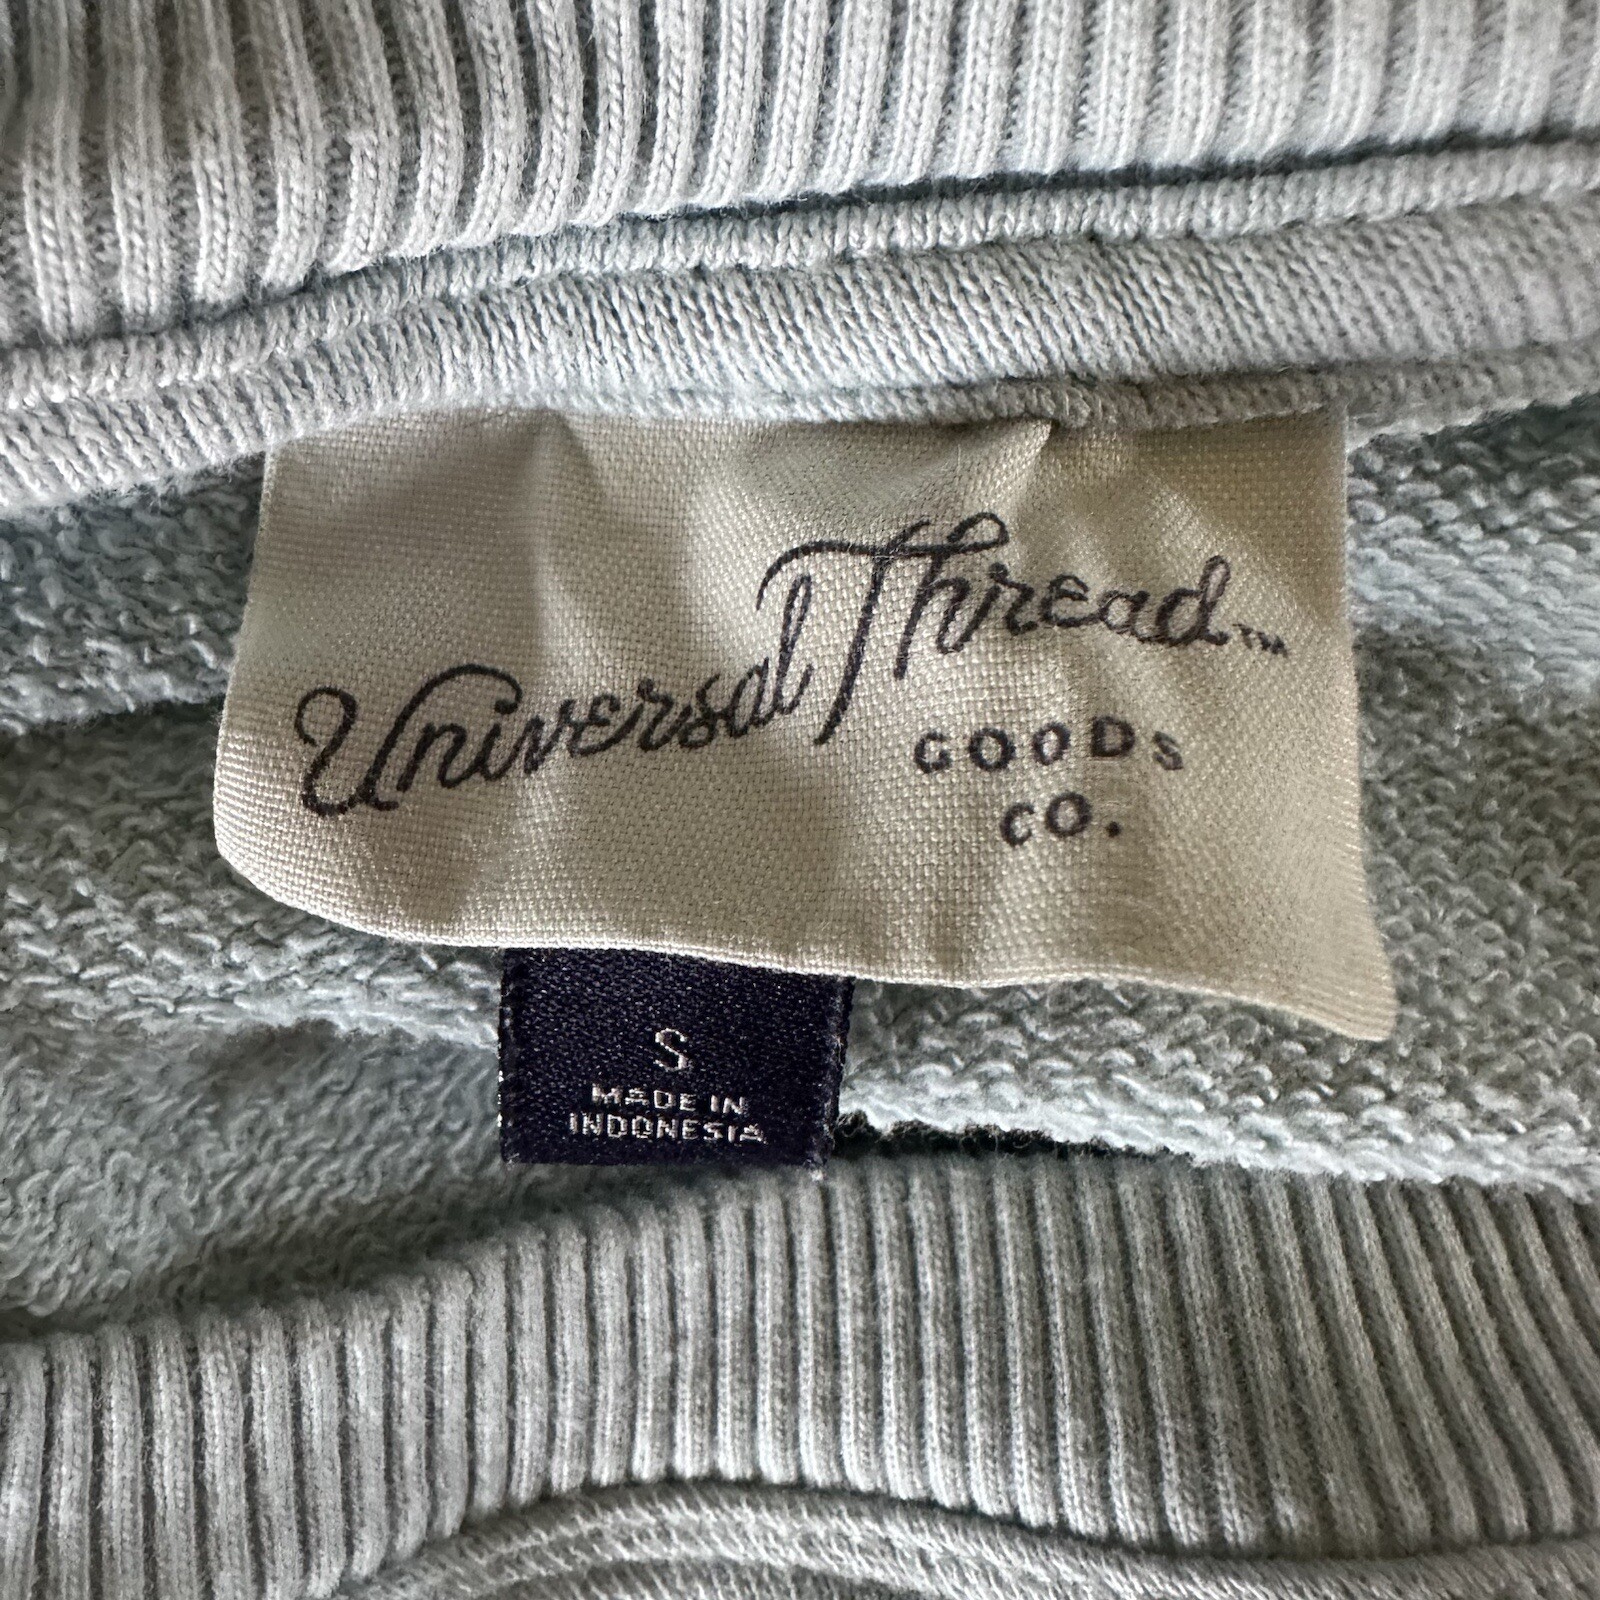 Universal Thread™
GOODS
CO.
S
MADE IN
INDONESIA